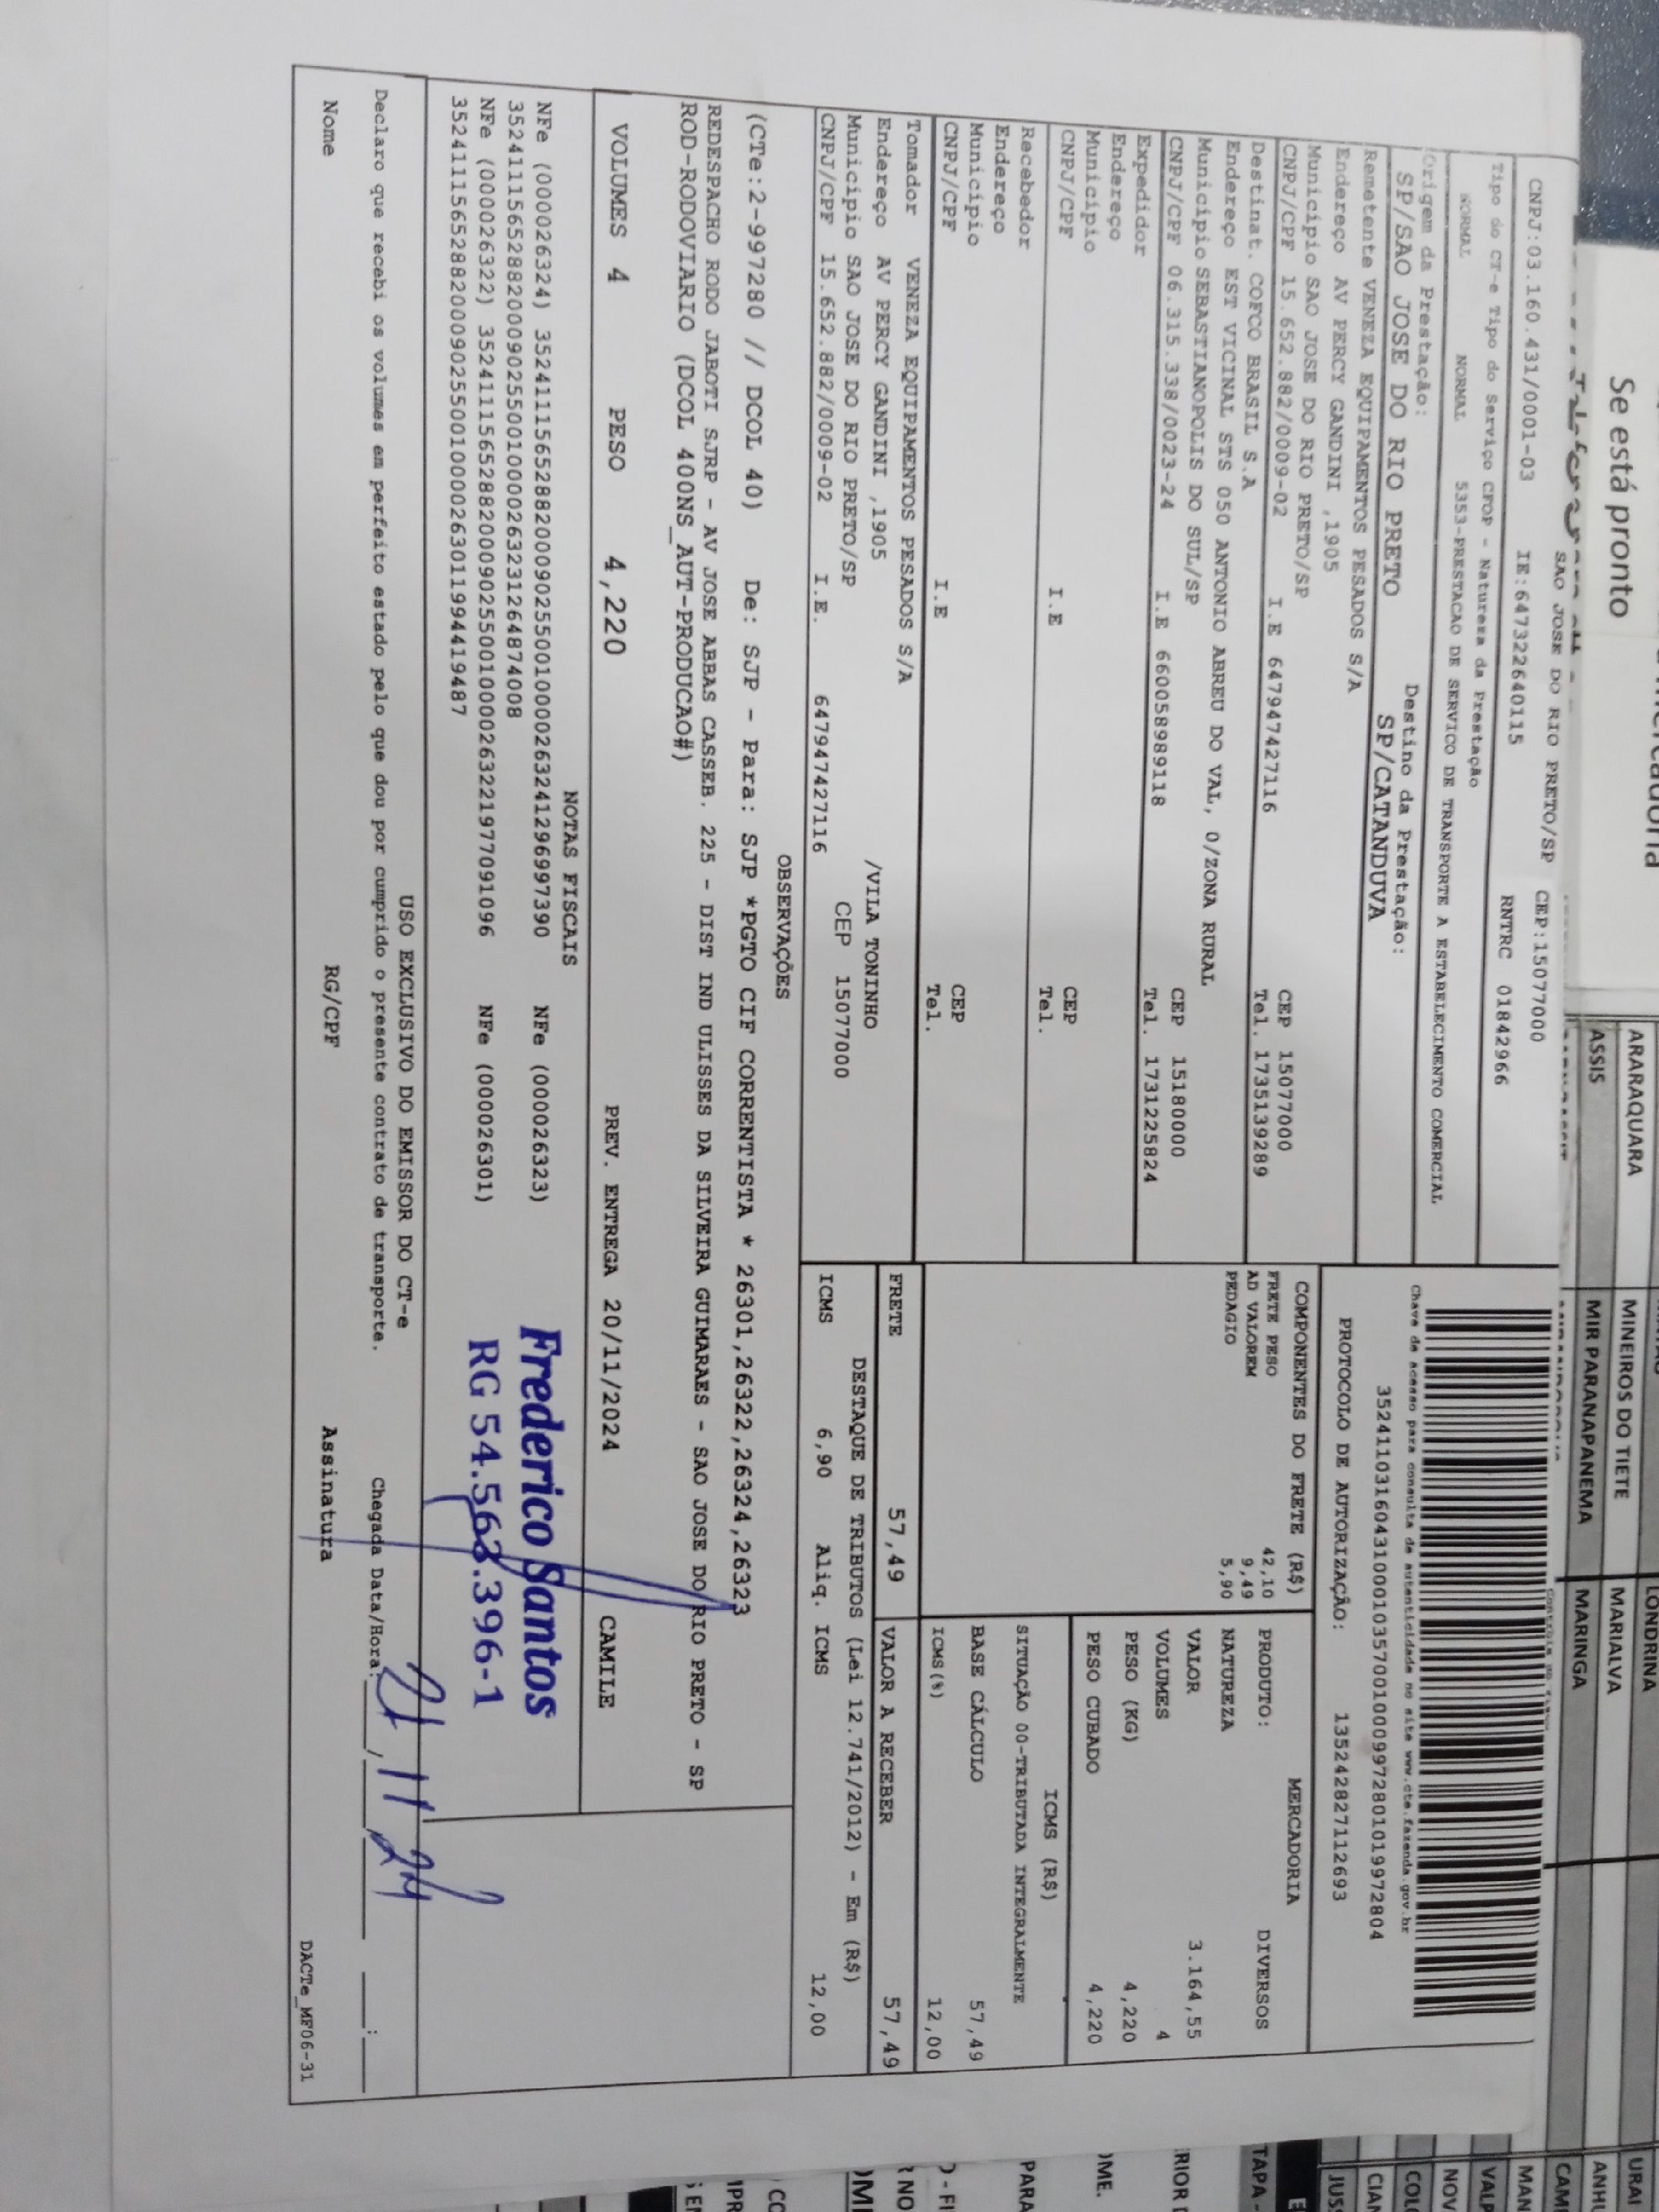 SAO JOSE DO RIO PRETO/SP CEP:15077000
CNPJ:03.160.431/0001-03 IE:647322640115 RNTRC 01842966
Tipo do CT-e Tipo do Serviço CFOP - Natureza da Prestação
NORMAL NORMAL 5353-PRESTACAO DE SERVICO DE TRANSPORTE A ESTABELECIMENTO COMERCIAL
Origem da Prestação: Destino da Prestação:
SP/SAO JOSE DO RIO PRETO SP/CATANDUVA
Remetente VENEZA EQUIPAMENTOS PESADOS S/A
Endereço AV PERCY GANDINI ,1905
Município SAO JOSE DO RIO PRETO/SP CEP 15077000
CNPJ/CPF 15.652.882/0009-02 I.E 647947427116 Tel. 1735139289
Destinat. COFCO BRASIL S.A
Endereço EST VICINAL STS 050 ANTONIO ABREU DO VAL, 0/ZONA RURAL
Município SEBASTIANOPOLIS DO SUL/SP CEP 15180000
CNPJ/CPF 06.315.338/0023-24 I.E 660058989118 Tel. 1731225824
Expedidor
Endereço
Município CEP
CNPJ/CPF I.E Tel.
Recebedor
Endereço
Município CEP
CNPJ/CPF I.E Tel.
Tomador VENEZA EQUIPAMENTOS PESADOS S/A
Endereço AV PERCY GANDINI ,1905 /VILA TONINHO
Município SAO JOSE DO RIO PRETO/SP CEP 15077000
CNPJ/CPF 15.652.882/0009-02 I.E. 647947427116
Chave de acesso para consulta de autenticidade no site www.cte.fazenda.gov.br
35241103160431000103570010009972801019972804
PROTOCOLO DE AUTORIZAÇÃO: 135242827112693
COMPONENTES DO FRETE (R$)
FRETE PESO 42,10
AD VALOREM 9,49
PEDAGIO 5,90
MERCADORIA
PRODUTO: DIVERSOS
NATUREZA
VALOR 3.164,55
VOLUMES 4
PESO (KG) 4,220
PESO CUBADO 4,220
ICMS (R$)
SITUAÇÃO 00-TRIBUTADA INTEGRALMENTE
BASE CÁLCULO 57,49
ICMS(%) 12,00
FRETE 57,49 VALOR A RECEBER 57,49
DESTAQUE DE TRIBUTOS (Lei 12.741/2012) - Em (R$)
ICMS 6,90 Aliq. ICMS 12,00
OBSERVAÇÕES
(CTe:2-997280 // DCOL 40) De: SJP - Para: SJP *PGTO CIF CORRENTISTA * 26301,26322,26324,26323
REDESPACHO RODO JABOTI SJRP - AV JOSE ABBAS CASSEB. 225 - DIST IND ULISSES DA SILVEIRA GUIMARAES - SAO JOSE DO RIO PRETO - SP
ROD-RODOVIARIO (DCOL 400NS_AUT-PRODUCAO#)
VOLUMES 4 PESO 4,220 PREV. ENTREGA 20/11/2024 CAMILE
NOTAS FISCAIS
NFe (000026324) 35241115652882000902550010000263241296997390 NFe (000026323)
35241115652882000902550010000263231264874008
NFe (000026322) 35241115652882000902550010000263221977091096 NFe (000026301)
35241115652882000902550010000263011994419487
Frederico Santos
RG 54.563.396-1
USO EXCLUSIVO DO EMISSOR DO CT-e
Declaro que recebi os volumes em perfeito estado pelo que dou por cumprido o presente contrato de transporte. Chegada Data/Hora: 21/11/24
Nome RG/CPF Assinatura
DACTe_MF06-31
Se está pronto
ARARAQUARA
ASSIS
MINEIROS DO TIETE
MIR PARANAPANEMA
LONDRINA
MARIALVA
MARINGA